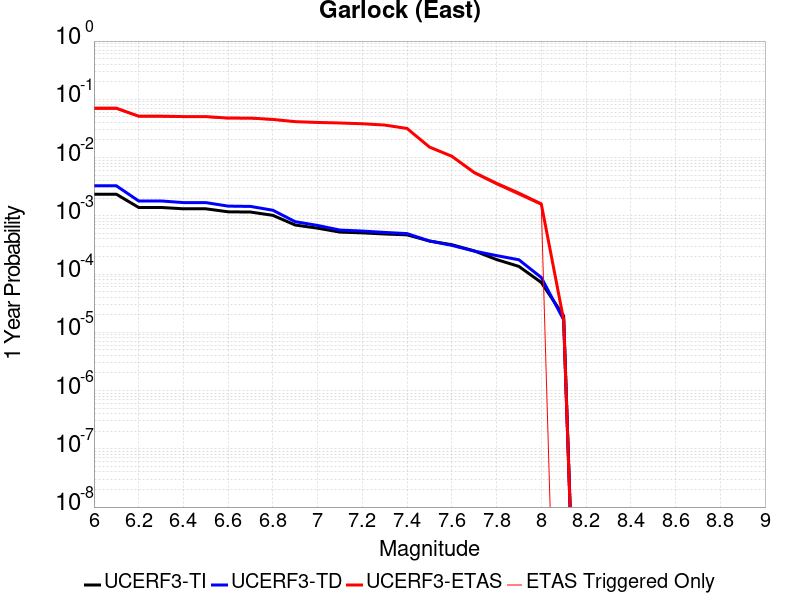 Garlock (East)
1 Year Probability
10^0
10^-1
10^-2
10^-3
10^-4
10^-5
10^-6
10^-7
10^-8
6 6.2 6.4 6.6 6.8 7 7.2 7.4 7.6 7.8 8 8.2 8.4 8.6 8.8 9
Magnitude
UCERF3-TI UCERF3-TD UCERF3-ETAS ETAS Triggered Only